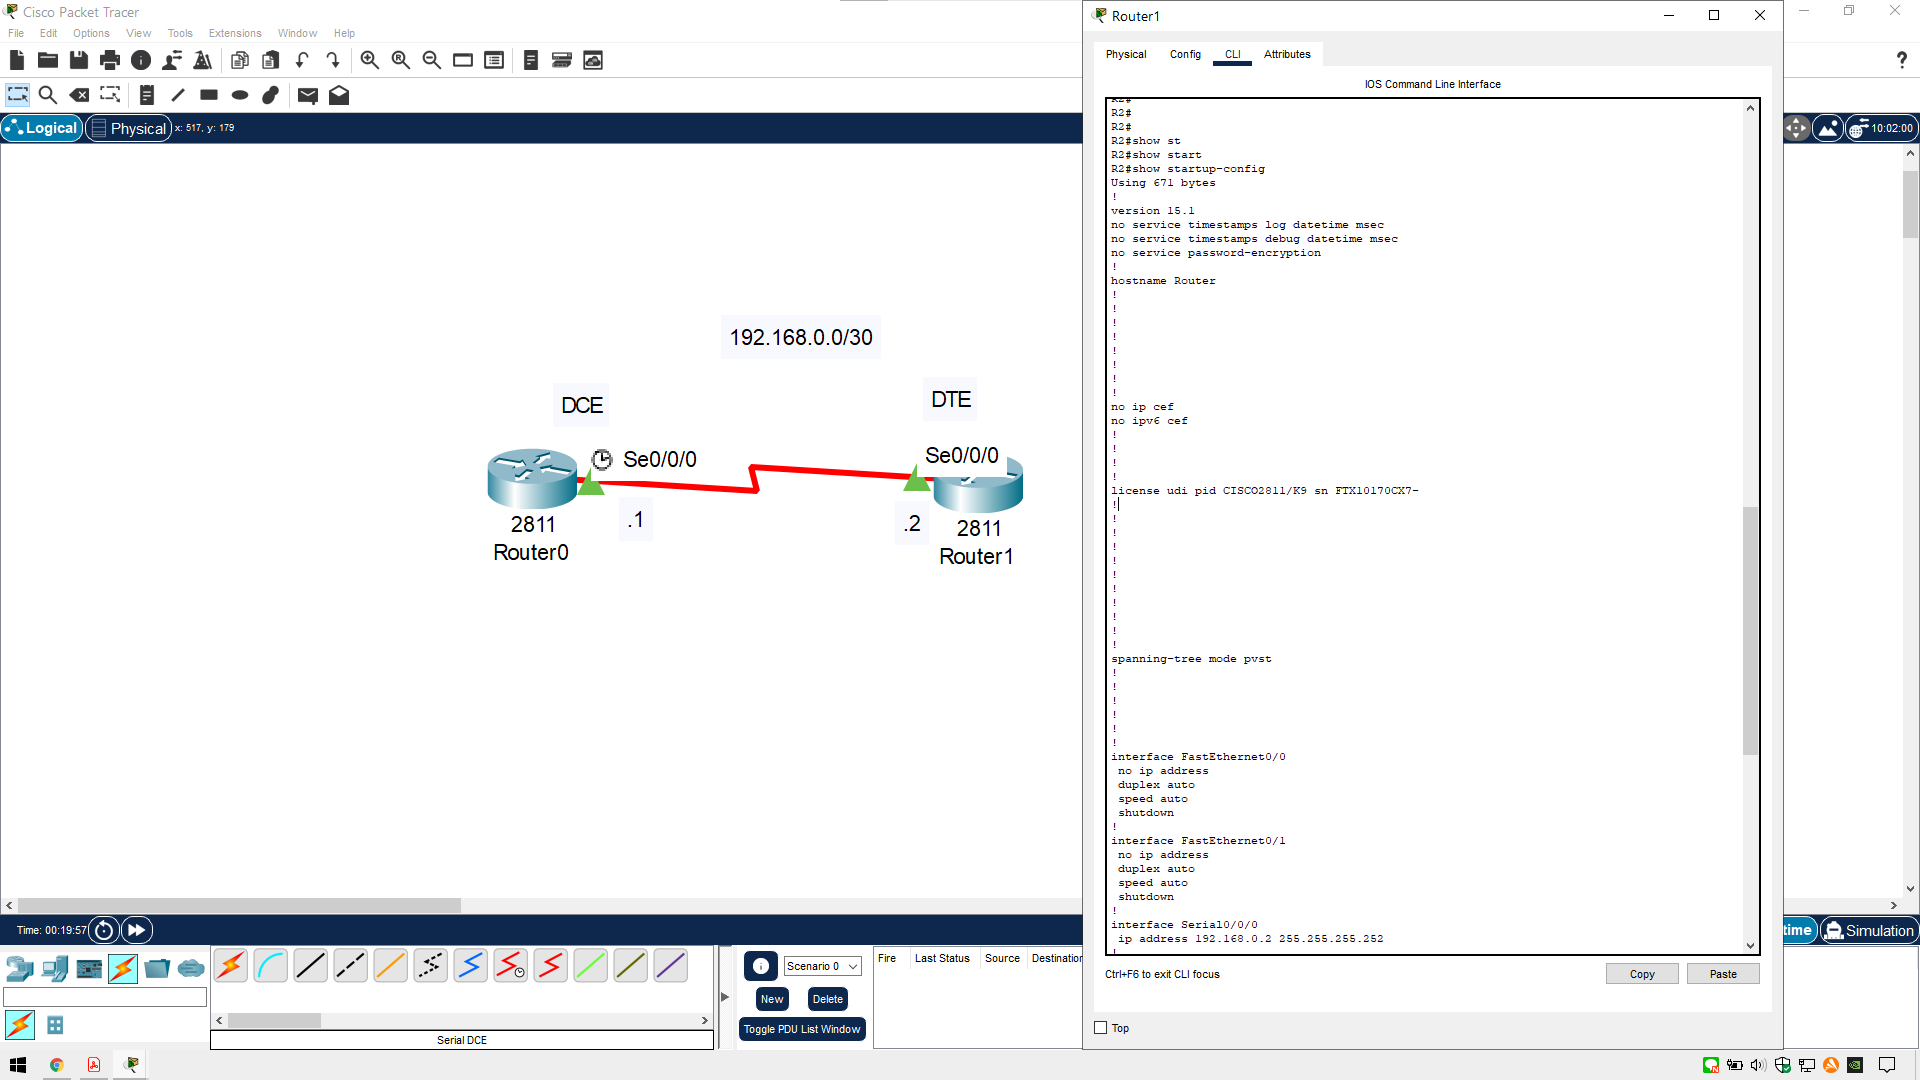 Cisco Packet Tracer
File Edit Options View Tools Extensions Window Help
Logical
Physical
x: 517, y: 179
10:02:00
192.168.0.0/30
DCE
DTE
Se0/0/0
Se0/0/0
.1
.2
2811
Router0
2811
Router1
Time: 00:19:57
time
Simulation
Serial DCE
Scenario 0
New
Delete
Toggle PDU List Window
Fire Last Status Source Destination
Router1
Physical Config CLI Attributes
IOS Command Line Interface
R2#
R2#
R2#
R2#show st
R2#show start
R2#show startup-config
Using 671 bytes
!
version 15.1
no service timestamps log datetime msec
no service timestamps debug datetime msec
no service password-encryption
!
hostname Router
!
!
!
!
!
!
!
!
no ip cef
no ipv6 cef
!
!
!
!
license udi pid CISCO2811/K9 sn FTX10170CX7-
!
!
!
!
!
!
!
!
!
!
!
spanning-tree mode pvst
!
!
!
!
!
!
interface FastEthernet0/0
no ip address
duplex auto
speed auto
shutdown
!
interface FastEthernet0/1
no ip address
duplex auto
speed auto
shutdown
!
interface Serial0/0/0
ip address 192.168.0.2 255.255.255.252
Ctrl+F6 to exit CLI focus
Copy
Paste
Top